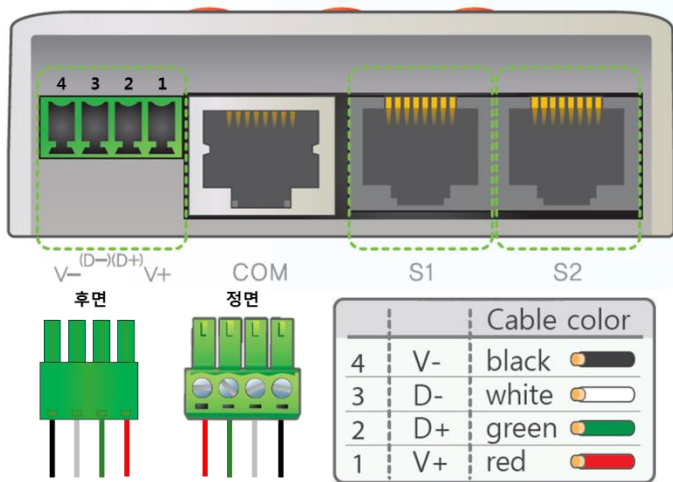 4 3 2 1
V- (D-)(D+) V+ COM S1 S2
후면 정면
L L L L
Cable color
4 V- black
3 D- white
2 D+ green
1 V+ red